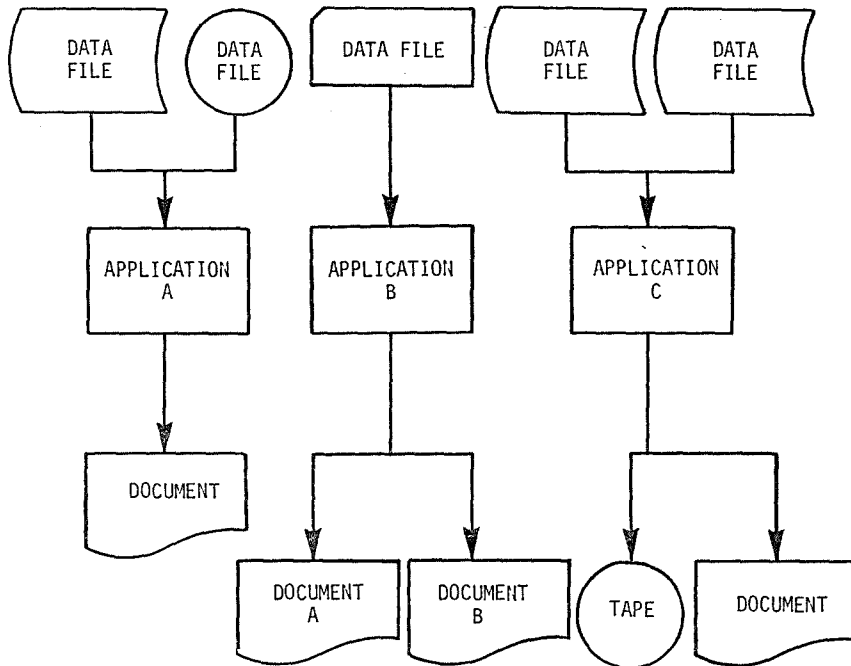 DATA
FILE
DATA
FILE
DATA FILE
DATA
FILE
DATA
FILE
APPLICATION
A
APPLICATION
B
APPLICATION
C
DOCUMENT
DOCUMENT
A
DOCUMENT
B
TAPE
DOCUMENT